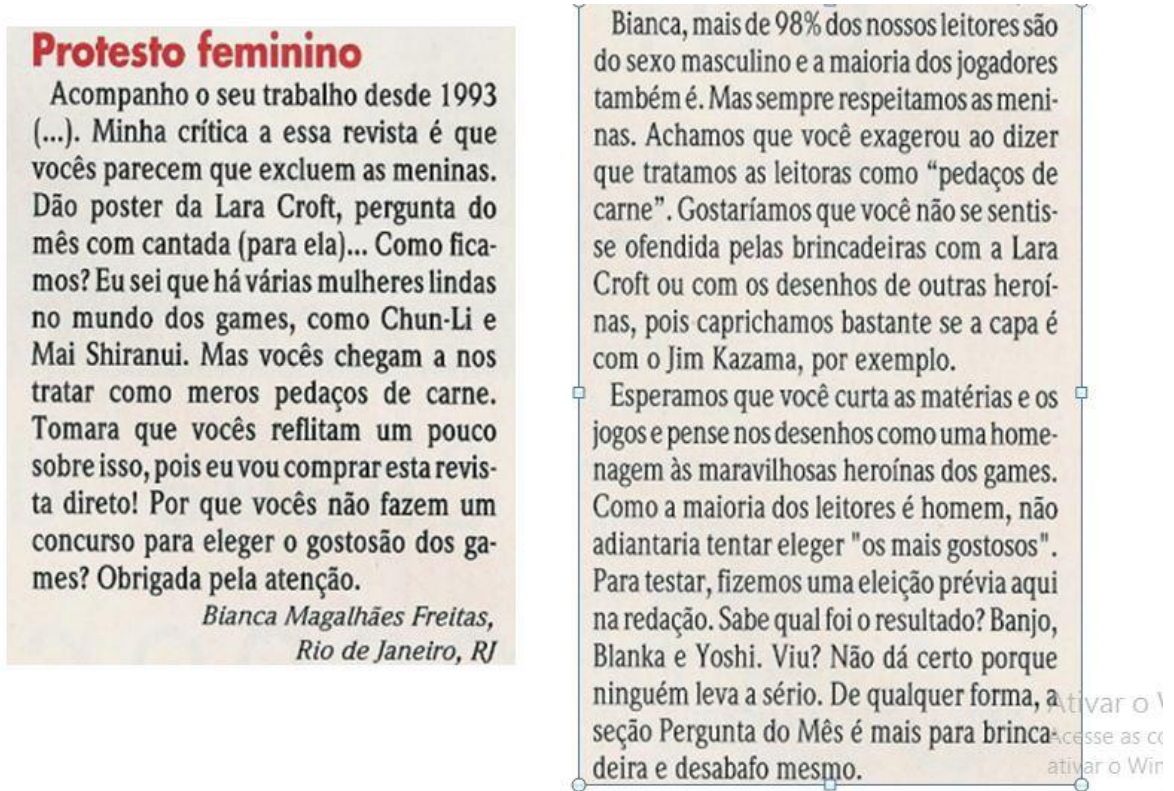 Protesto feminino
Acompanho o seu trabalho desde 1993
(...). Minha crítica a essa revista é que
vocês parecem que excluem as meninas.
Dão poster da Lara Croft, pergunta do
mês com cantada (para ela)... Como fica-
mos? Eu sei que há várias mulheres lindas
no mundo dos games, como Chun-Li e
Mai Shiranui. Mas vocês chegam a nos
tratar como meros pedaços de carne.
Tomara que vocês reflitam um pouco
sobre isso, pois eu vou comprar esta revis-
ta direto! Por que vocês não fazem um
concurso para eleger o gostosão dos ga-
mes? Obrigada pela atenção.
Bianca Magalhães Freitas,
Rio de Janeiro, RJ
Bianca, mais de 98% dos nossos leitores são
do sexo masculino e a maioria dos jogadores
também é. Mas sempre respeitamos as meni-
nas. Achamos que você exagerou ao dizer
que tratamos as leitoras como “pedaços de
carne”. Gostaríamos que você não se sentis-
se ofendida pelas brincadeiras com a Lara
Croft ou com os desenhos de outras heroí-
nas, pois caprichamos bastante se a capa é
com o Jim Kazama, por exemplo.
Esperamos que você curta as matérias e os
jogos e pense nos desenhos como uma home-
nagem às maravilhosas heroínas dos games.
Como a maioria dos leitores é homem, não
adiantaria tentar eleger "os mais gostosos".
Para testar, fizemos uma eleição prévia aqui
na redação. Sabe qual foi o resultado? Banjo,
Blanka e Yoshi. Viu? Não dá certo porque
ninguém leva a sério. De qualquer forma, a
seção Pergunta do Mês é mais para brinca-
deira e desabafo mesmo.
Ativar o
Acesse as
ativar o